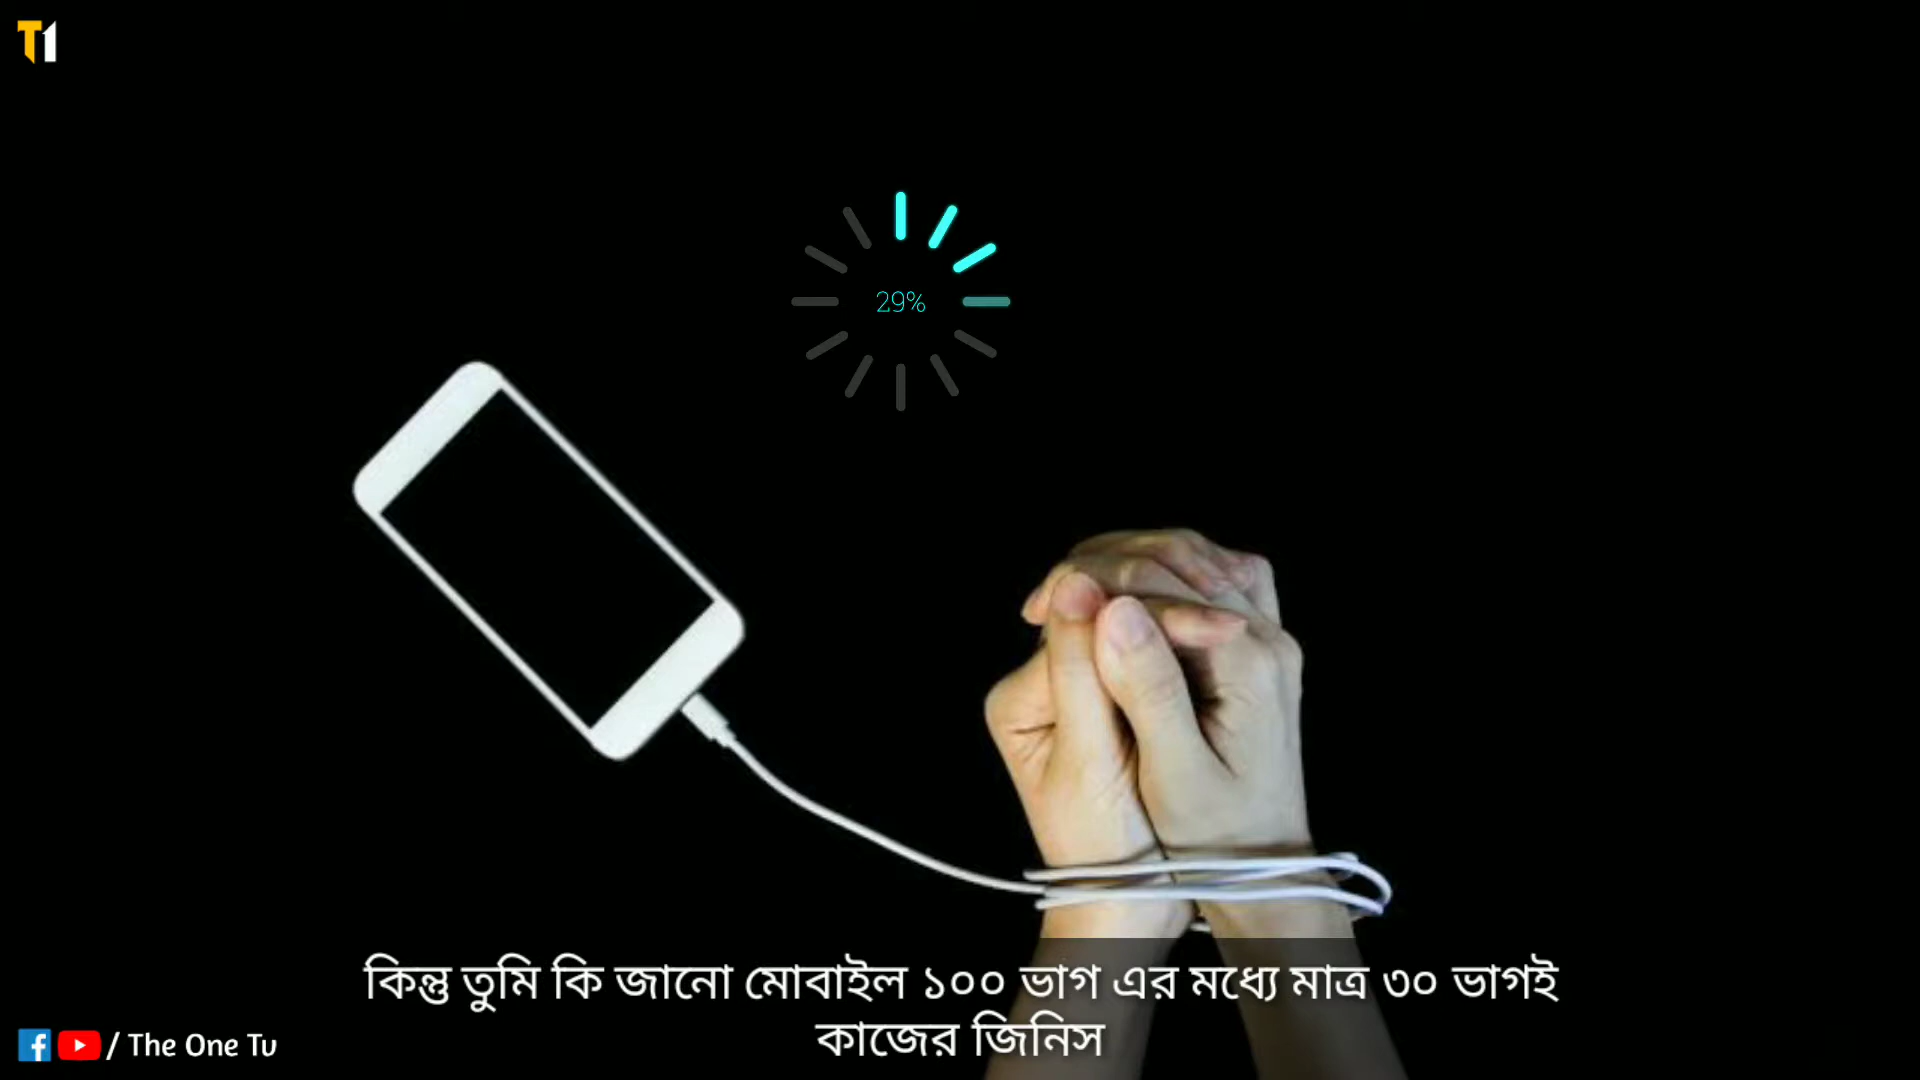 T1
29%
কিন্তু তুমি কি জানো মোবাইল ১০০ ভাগ এর মধ্যে মাত্র ৩০ ভাগই
কাজের জিনিস
/ The One Tv